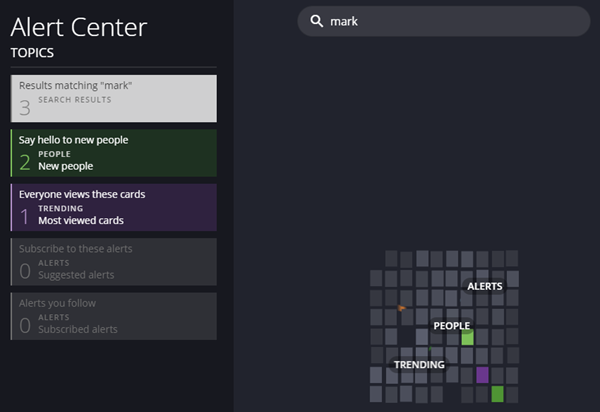 Alert Center
TOPICS
Results matching "mark"
3 SEARCH RESULTS
Say hello to new people
2 PEOPLE
New people
Everyone views these cards
1 TRENDING
Most viewed cards
Subscribe to these alerts
0 ALERTS
Suggested alerts
Alerts you follow
0 ALERTS
Subscribed alerts
mark
ALERTS
PEOPLE
TRENDING